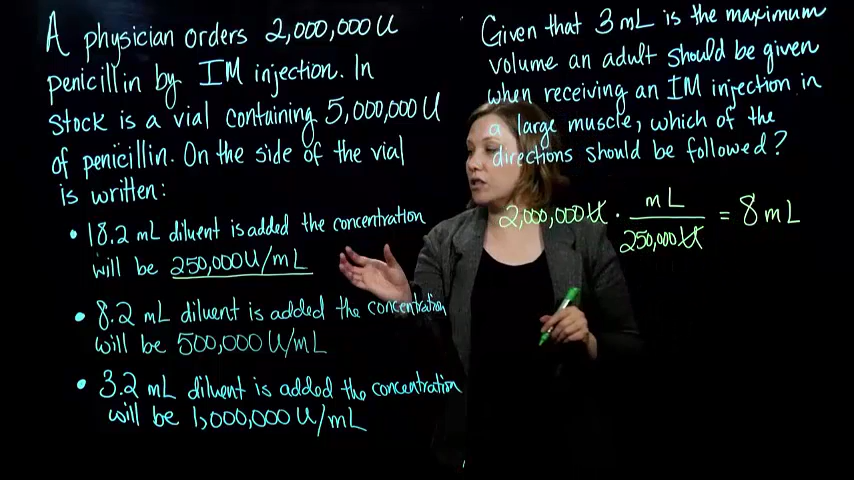 A physician orders 2,000,000 U
penicillin by IM injection. In
stock is a vial containing 5,000,000 U
of penicillin. On the side of the vial
is written:
• 18.2 mL diluent is added the concentration
will be 250,000 U/mL
• 8.2 mL diluent is added the concentration
will be 500,000 U/mL
• 3.2 mL diluent is added the concentration
will be 1,000,000 U/mL
Given that 3 mL is the maximum
volume an adult should be given
when receiving an IM injection in
a large muscle, which of the
directions should be followed?
2,000,000 U · mL / 250,000 U = 8 mL